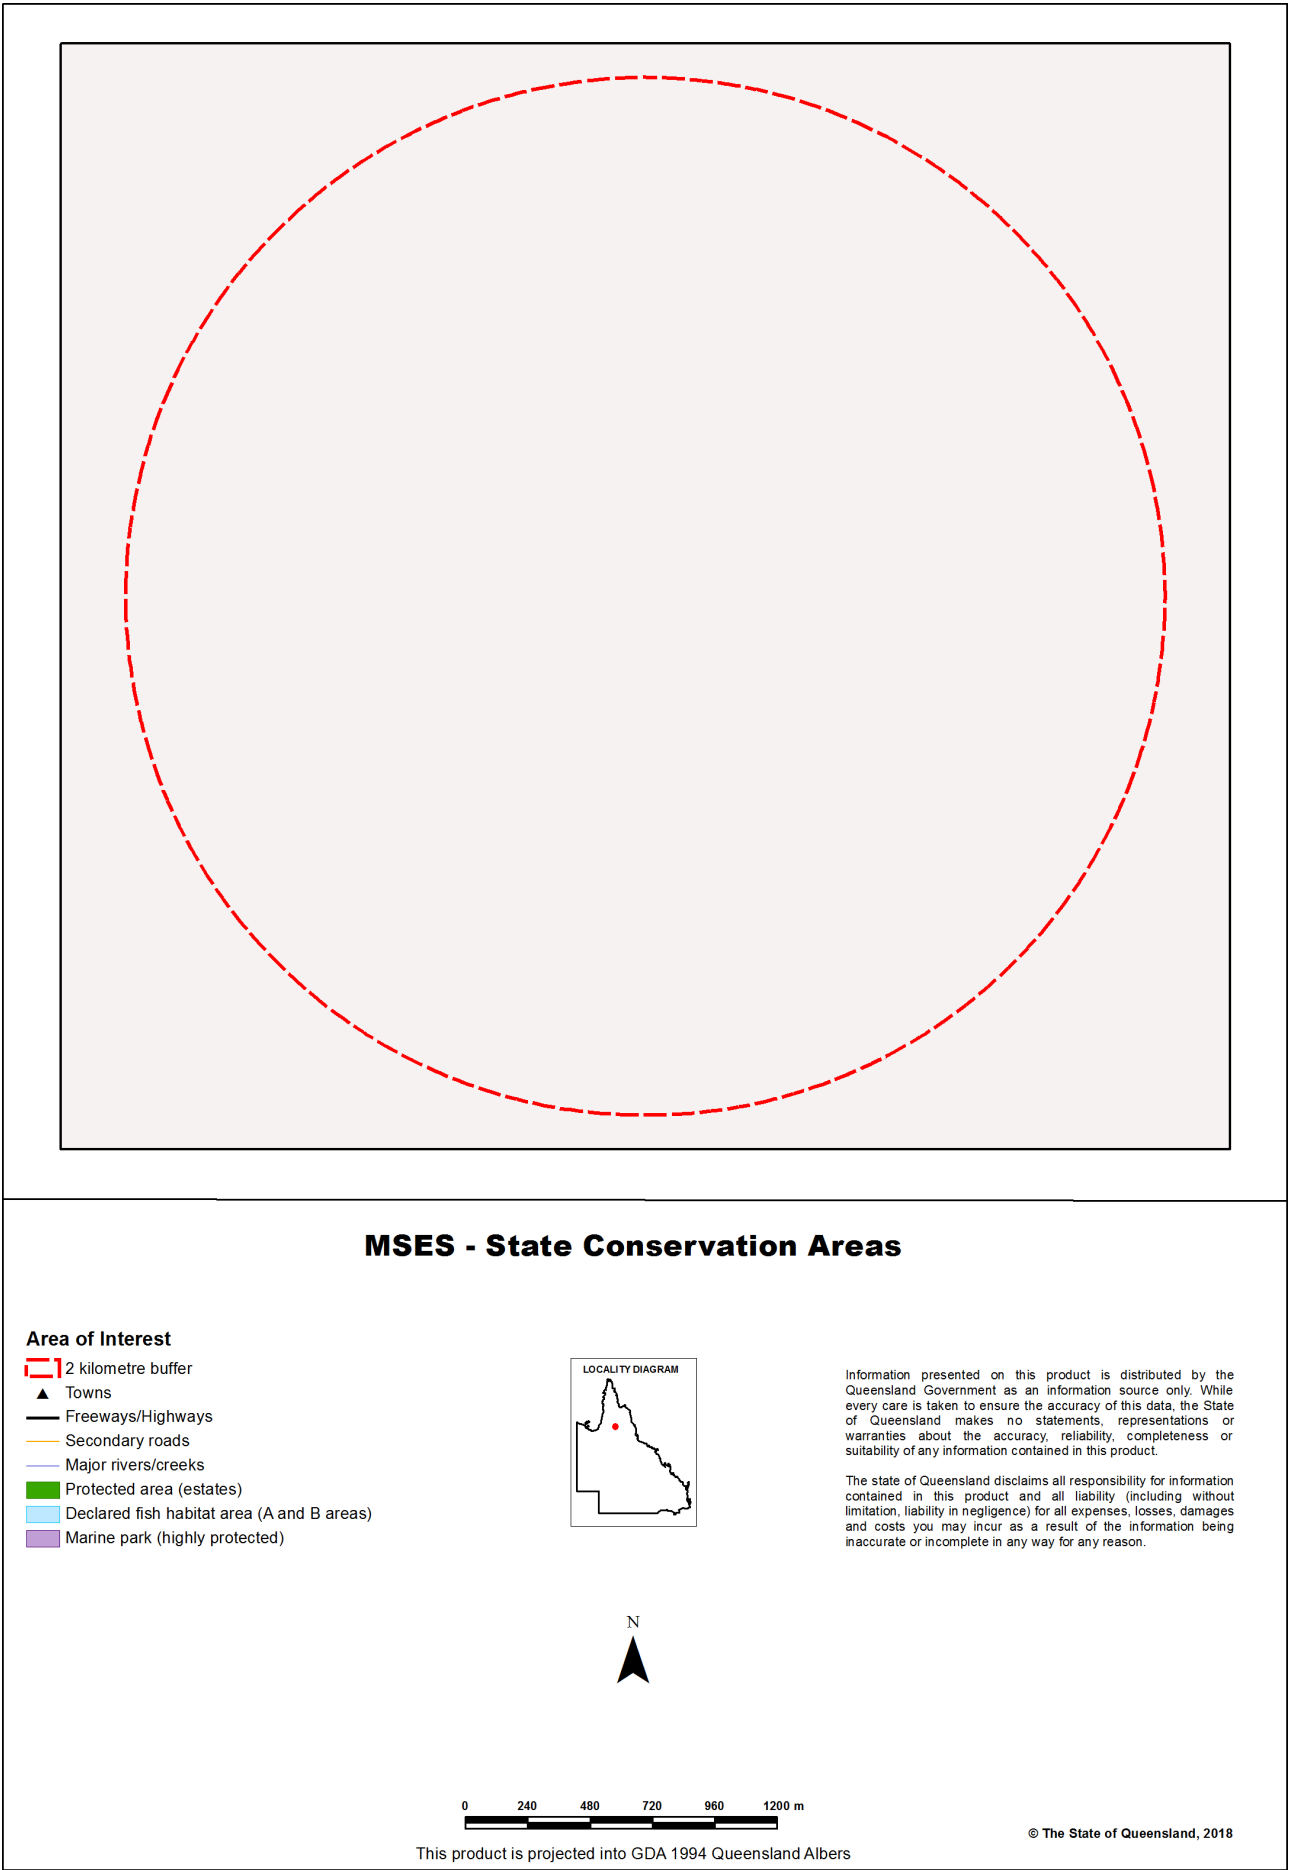 MSES - State Conservation Areas
Area of Interest
2 kilometre buffer
Towns
Freeways/Highways
Secondary roads
Major rivers/creeks
Protected area (estates)
Declared fish habitat area (A and B areas)
Marine park (highly protected)
LOCALITY DIAGRAM
Information presented on this product is distributed by the
Queensland Government as an information source only. While
every care is taken to ensure the accuracy of this data, the State
of Queensland makes no statements, representations or
warranties about the accuracy, reliability, completeness or
suitability of any information contained in this product.
The state of Queensland disclaims all responsibility for information
contained in this product and all liability (including without
limitation, liability in negligence) for all expenses, losses, damages
and costs you may incur as a result of the information being
inaccurate or incomplete in any way for any reason.
N
0 240 480 720 960 1200 m
This product is projected into GDA 1994 Queensland Albers
© The State of Queensland, 2018